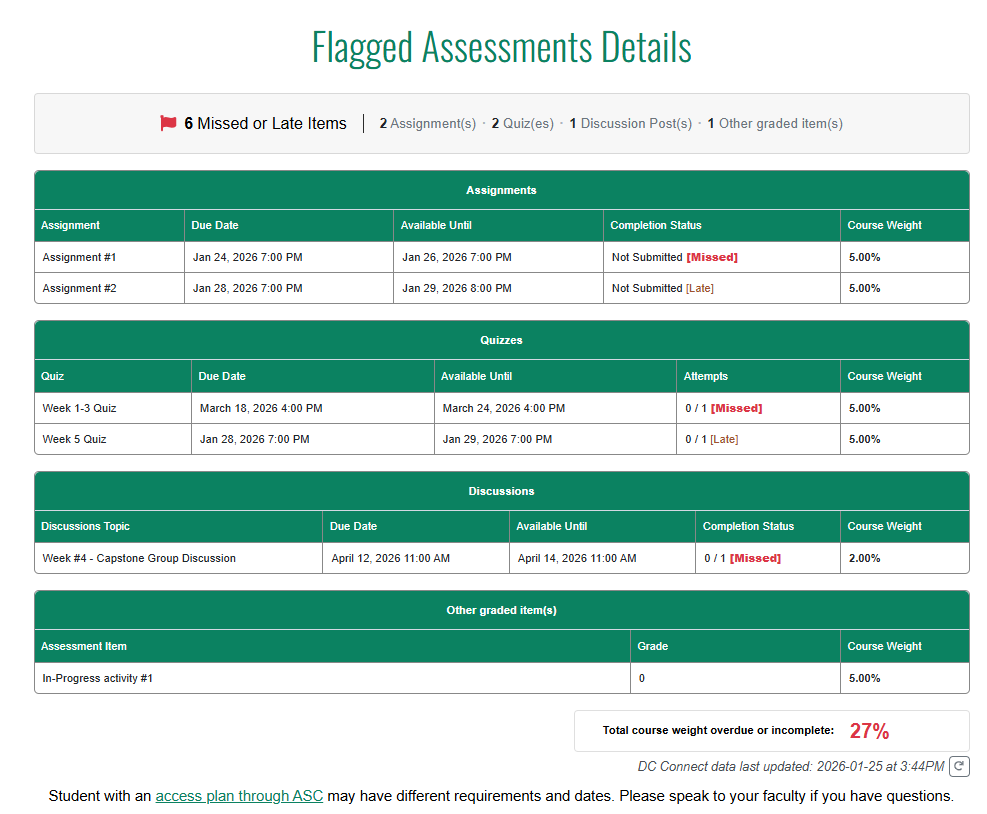 Flagged Assessments Details
6 Missed or Late Items | 2 Assignment(s) · 2 Quiz(es) · 1 Discussion Post(s) · 1 Other graded item(s)
Assignments
Assignment Due Date Available Until Completion Status Course Weight
Assignment #1 Jan 24, 2026 7:00 PM Jan 26, 2026 7:00 PM Not Submitted [Missed] 5.00%
Assignment #2 Jan 28, 2026 7:00 PM Jan 29, 2026 8:00 PM Not Submitted [Late] 5.00%
Quizzes
Quiz Due Date Available Until Attempts Course Weight
Week 1-3 Quiz March 18, 2026 4:00 PM March 24, 2026 4:00 PM 0 / 1 [Missed] 5.00%
Week 5 Quiz Jan 28, 2026 7:00 PM Jan 29, 2026 7:00 PM 0 / 1 [Late] 5.00%
Discussions
Discussions Topic Due Date Available Until Completion Status Course Weight
Week #4 - Capstone Group Discussion April 12, 2026 11:00 AM April 14, 2026 11:00 AM 0 / 1 [Missed] 2.00%
Other graded item(s)
Assessment Item Grade Course Weight
In-Progress activity #1 0 5.00%
Total course weight overdue or incomplete: 27%
DC Connect data last updated: 2026-01-25 at 3:44PM
Student with an access plan through ASC may have different requirements and dates. Please speak to your faculty if you have questions.